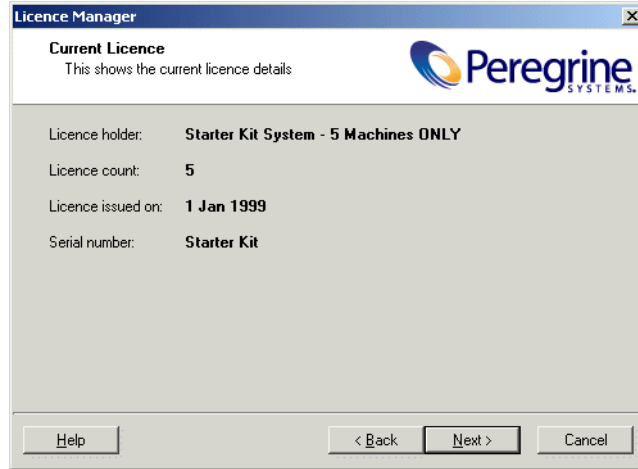 Licence Manager
Current Licence
This shows the current licence details
Peregrine
SYSTEMS.
Licence holder: Starter Kit System - 5 Machines ONLY
Licence count: 5
Licence issued on: 1 Jan 1999
Serial number: Starter Kit
Help < Back Next > Cancel